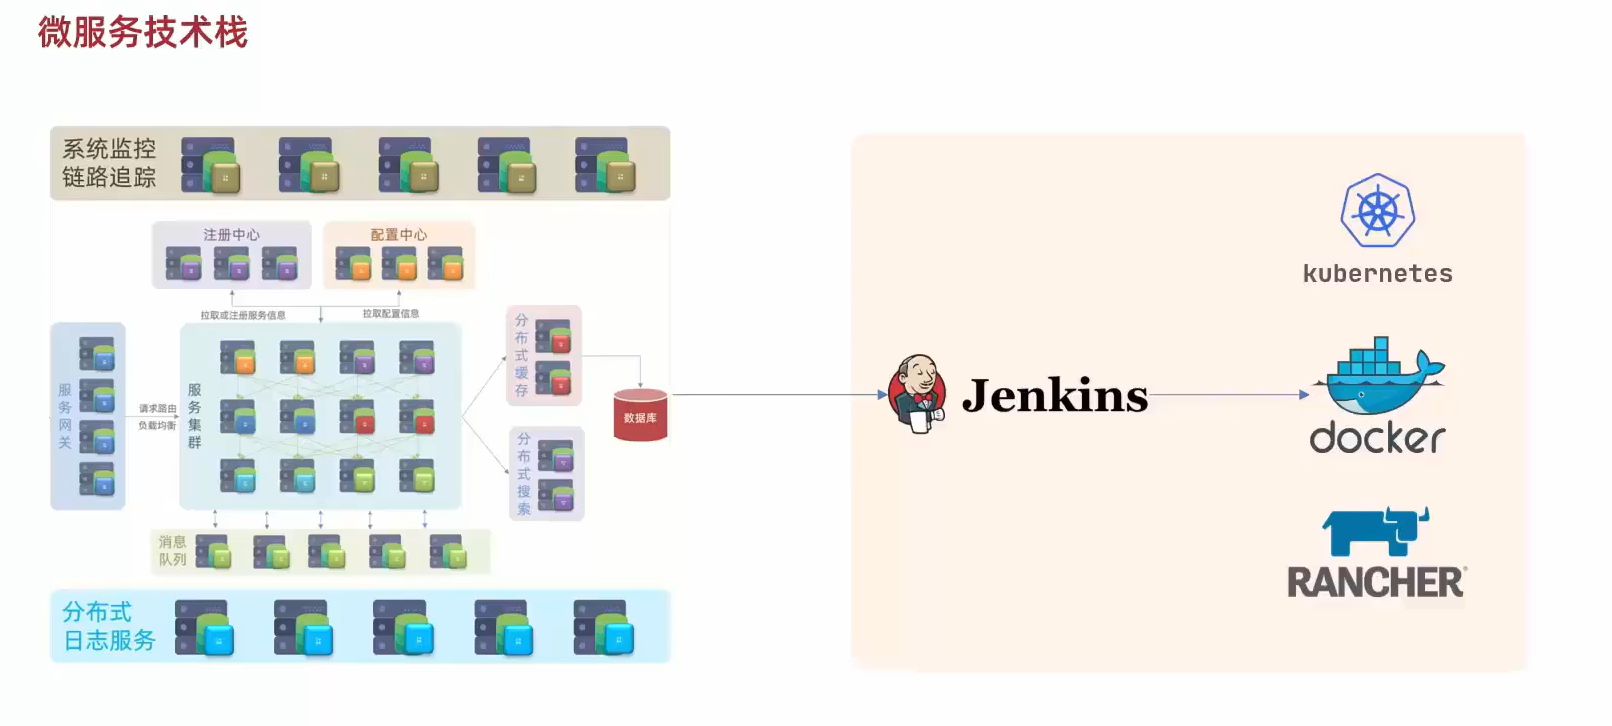 微服务技术栈
系统监控
链路追踪
注册中心
配置中心
拉取或注册服务信息
拉取配置信息
服务网关
请求路由
负载均衡
服务集群
分布式缓存
数据库
分布式搜索
消息
队列
分布式
日志服务
Jenkins
kubernetes
docker
RANCHER